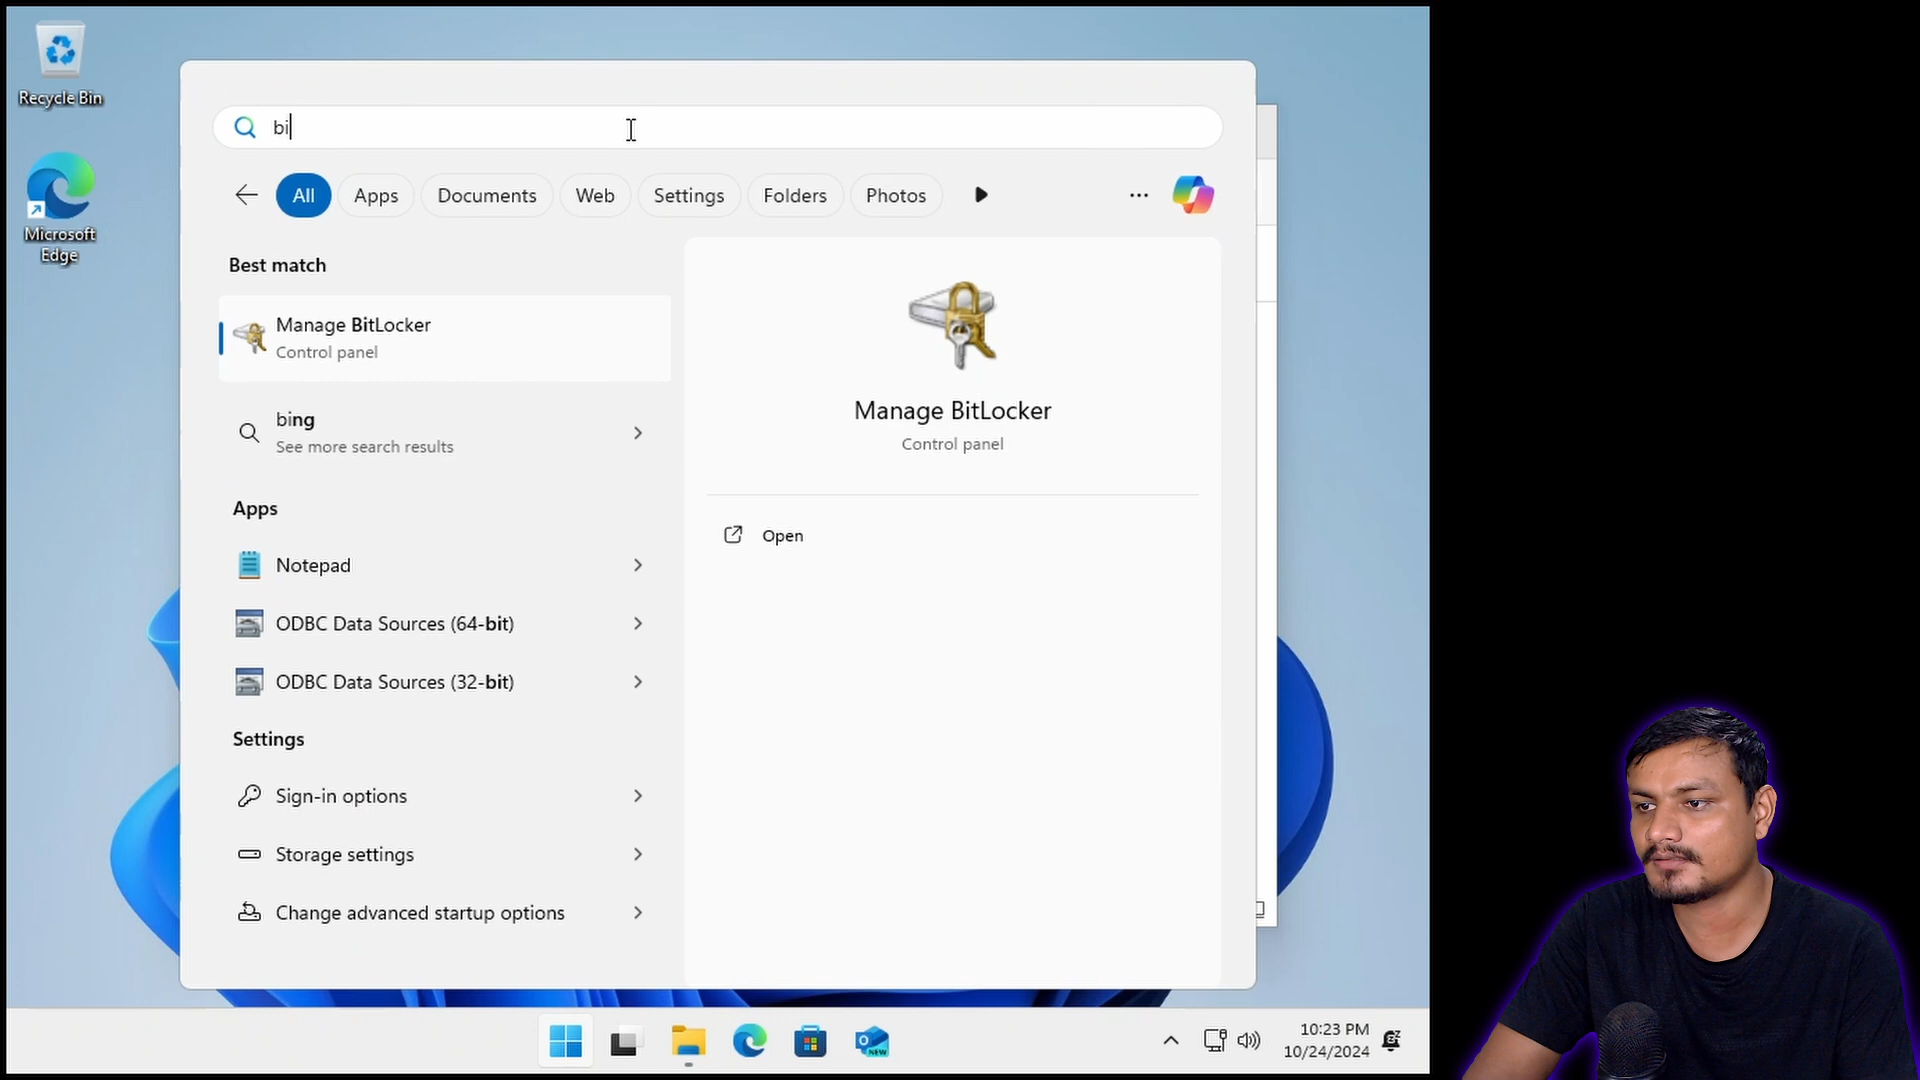 Recycle Bin
Microsoft
Edge
bi
All
Apps
Documents
Web
Settings
Folders
Photos
Best match
Manage BitLocker
Control panel
bing
See more search results
Apps
Notepad
ODBC Data Sources (64-bit)
ODBC Data Sources (32-bit)
Settings
Sign-in options
Storage settings
Change advanced startup options
Manage BitLocker
Control panel
Open
NEW
10:23 PM
10/24/2024